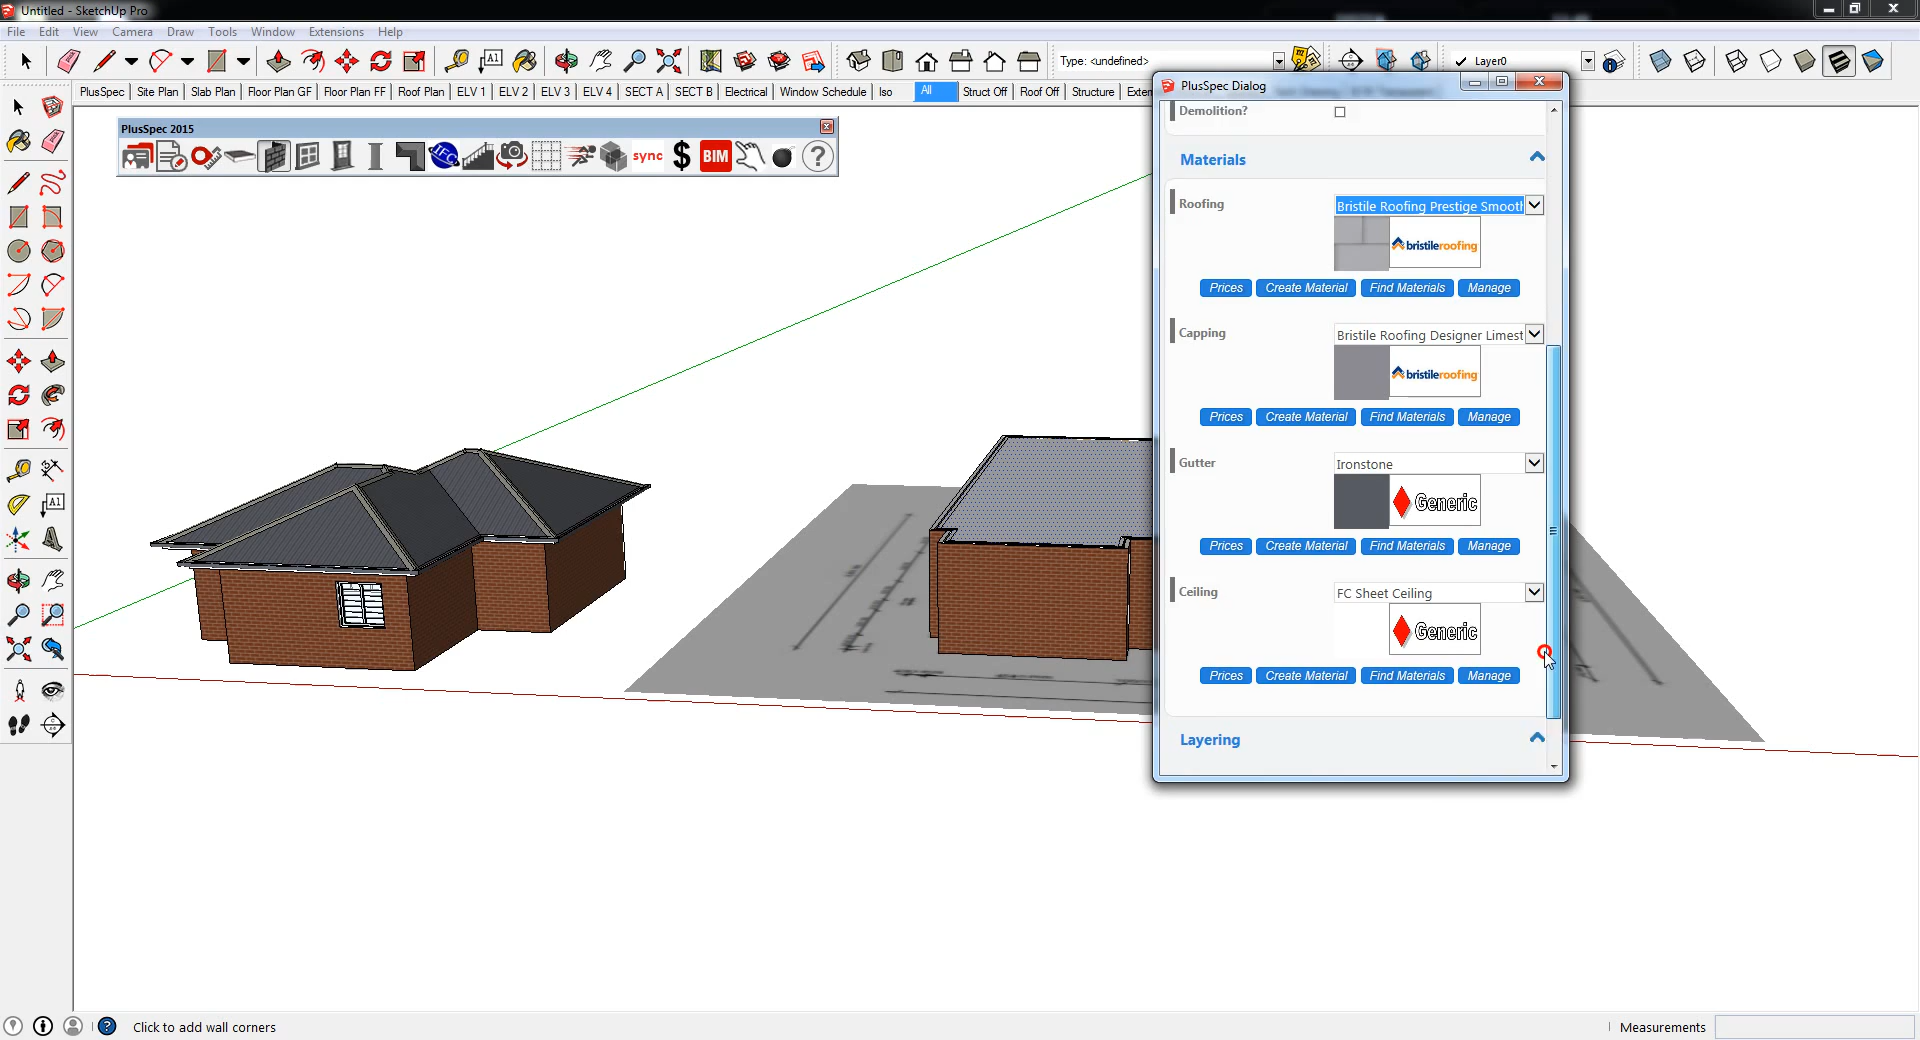 Untitled - SketchUp Pro
File Edit View Camera Draw Tools Window Extensions Help
Type: <undefined>
Layer0
PlusSpec Site Plan Slab Plan Floor Plan GF Floor Plan FF Roof Plan ELV 1 ELV 2 ELV 3 ELV 4 SECT A SECT B Electrical Window Schedule Iso All Struct Off Roof Off Structure Exten
PlusSpec 2015
IFC sync $ BIM ?
PlusSpec Dialog
Demolition?
Materials
Roofing Bristile Roofing Prestige Smooth
bristileroofing
Prices Create Material Find Materials Manage
Capping Bristile Roofing Designer Limest
bristileroofing
Prices Create Material Find Materials Manage
Gutter Ironstone
Generic
Prices Create Material Find Materials Manage
Ceiling FC Sheet Ceiling
Generic
Prices Create Material Find Materials Manage
Layering
Click to add wall corners
Measurements